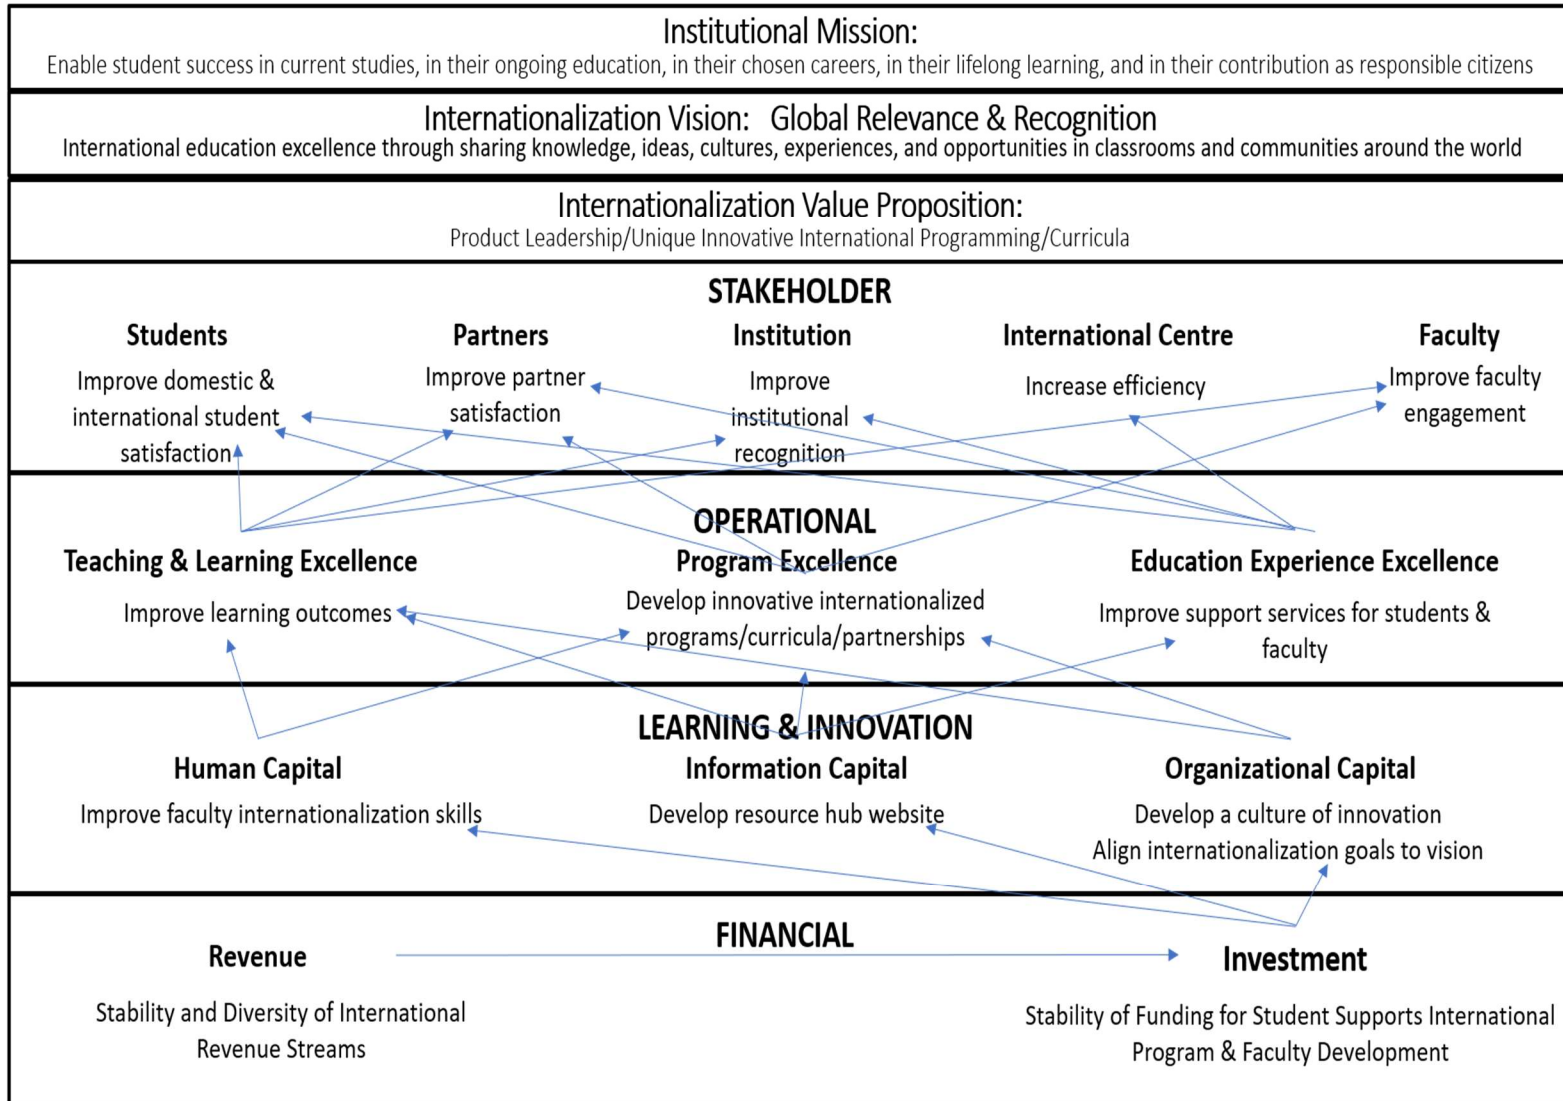 Institutional Mission:
Enable student success in current studies, in their ongoing education, in their chosen careers, in their lifelong learning, and in their contribution as responsible citizens
Internationalization Vision: Global Relevance & Recognition
International education excellence through sharing knowledge, ideas, cultures, experiences, and opportunities in classrooms and communities around the world
Internationalization Value Proposition:
Product Leadership/Unique Innovative International Programming/Curricula
STAKEHOLDER
Students
Improve domestic &
international student
satisfaction
Partners
Improve partner
satisfaction
Institution
Improve
institutional
recognition
International Centre
Increase efficiency
Faculty
Improve faculty
engagement
OPERATIONAL
Teaching & Learning Excellence
Improve learning outcomes
Program Excellence
Develop innovative internationalized
programs/curricula/partnerships
Education Experience Excellence
Improve support services for students &
faculty
LEARNING & INNOVATION
Human Capital
Improve faculty internationalization skills
Information Capital
Develop resource hub website
Organizational Capital
Develop a culture of innovation
Align internationalization goals to vision
FINANCIAL
Revenue
Stability and Diversity of International
Revenue Streams
Investment
Stability of Funding for Student Supports International
Program & Faculty Development